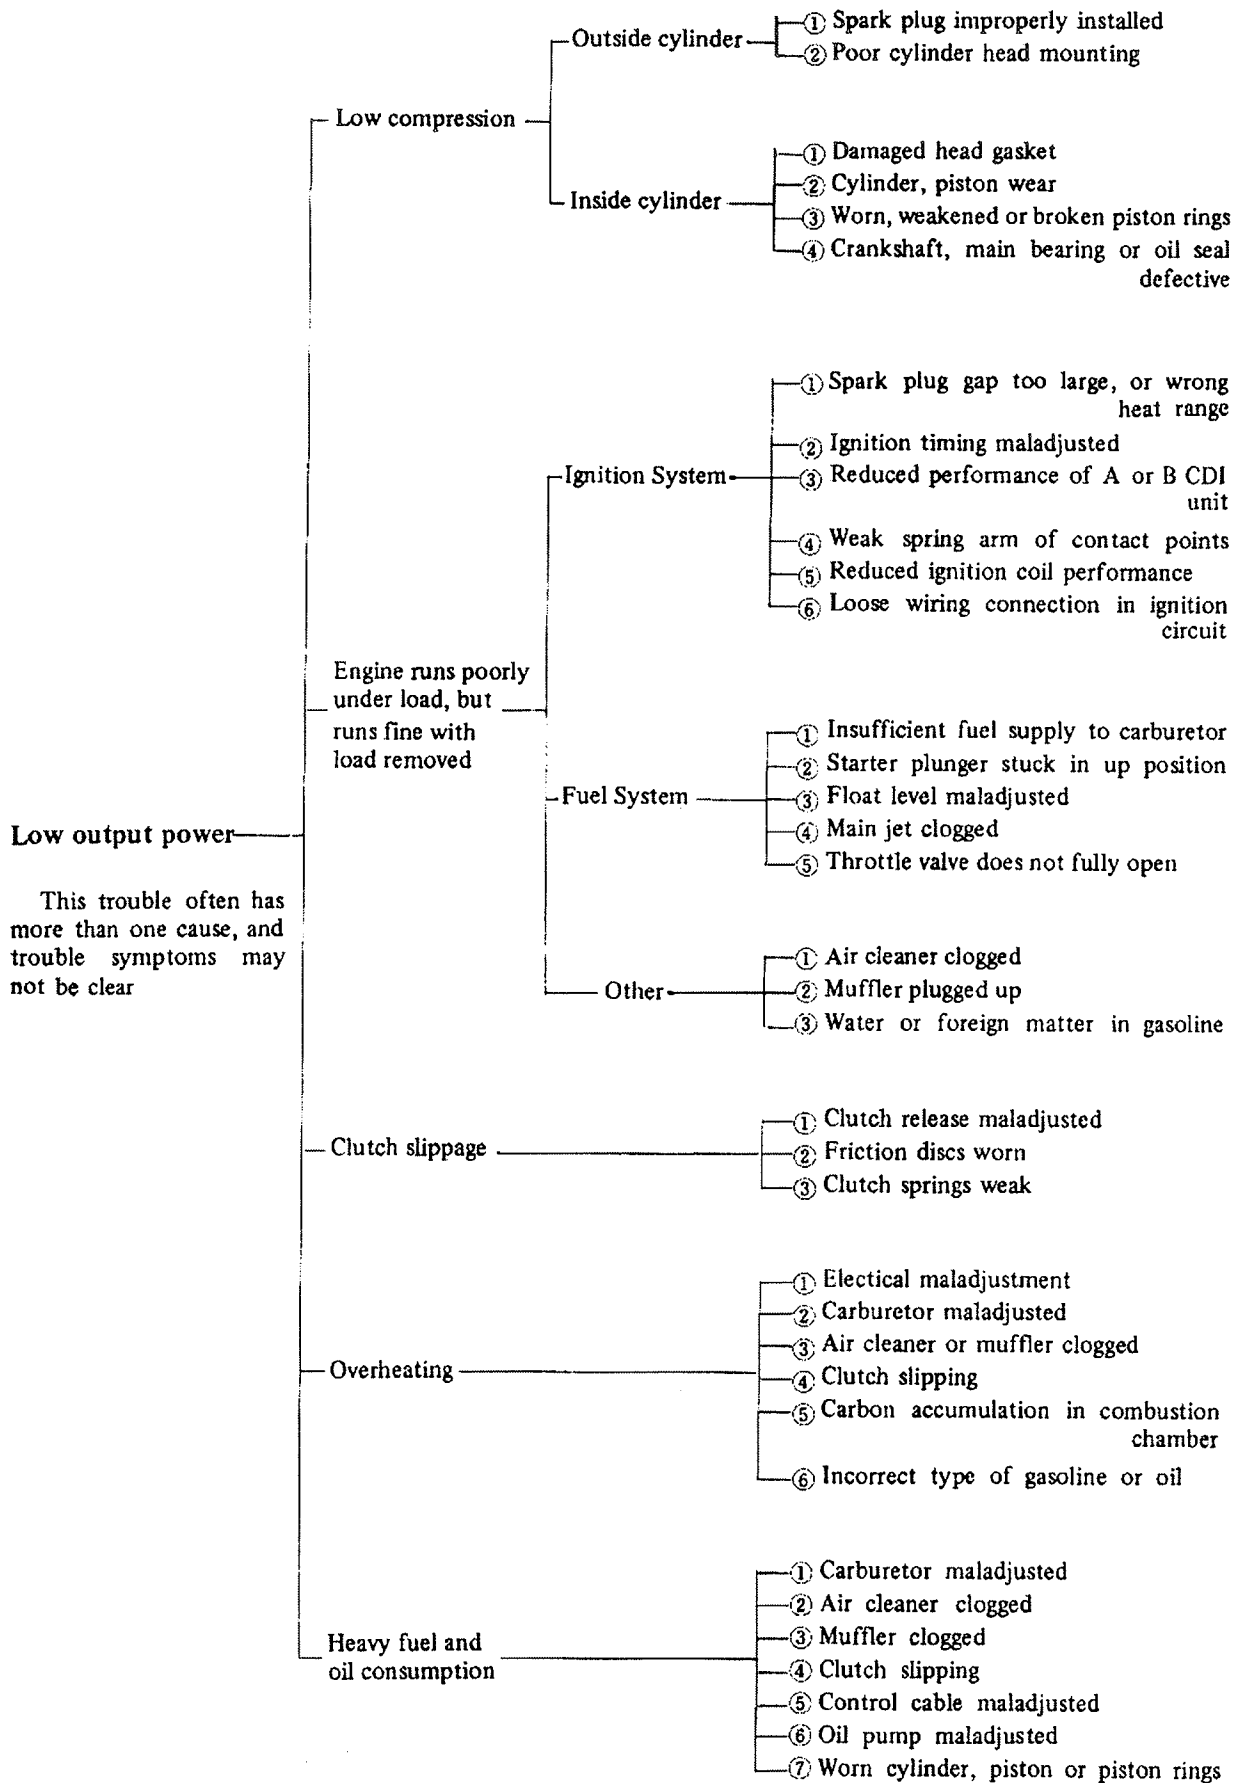 Outside cylinder
① Spark plug improperly installed
② Poor cylinder head mounting
Low compression
Inside cylinder
① Damaged head gasket
② Cylinder, piston wear
③ Worn, weakened or broken piston rings
④ Crankshaft, main bearing or oil seal
defective
Engine runs poorly
under load, but
runs fine with
load removed
Ignition System
① Spark plug gap too large, or wrong
heat range
② Ignition timing maladjusted
③ Reduced performance of A or B CDI
unit
④ Weak spring arm of contact points
⑤ Reduced ignition coil performance
⑥ Loose wiring connection in ignition
circuit
Fuel System
① Insufficient fuel supply to carburetor
② Starter plunger stuck in up position
③ Float level maladjusted
④ Main jet clogged
⑤ Throttle valve does not fully open
Low output power
This trouble often has
more than one cause, and
trouble symptoms may
not be clear
Other
① Air cleaner clogged
② Muffler plugged up
③ Water or foreign matter in gasoline
Clutch slippage
① Clutch release maladjusted
② Friction discs worn
③ Clutch springs weak
Overheating
① Electical maladjustment
② Carburetor maladjusted
③ Air cleaner or muffler clogged
④ Clutch slipping
⑤ Carbon accumulation in combustion
chamber
⑥ Incorrect type of gasoline or oil
Heavy fuel and
oil consumption
① Carburetor maladjusted
② Air cleaner clogged
③ Muffler clogged
④ Clutch slipping
⑤ Control cable maladjusted
⑥ Oil pump maladjusted
⑦ Worn cylinder, piston or piston rings